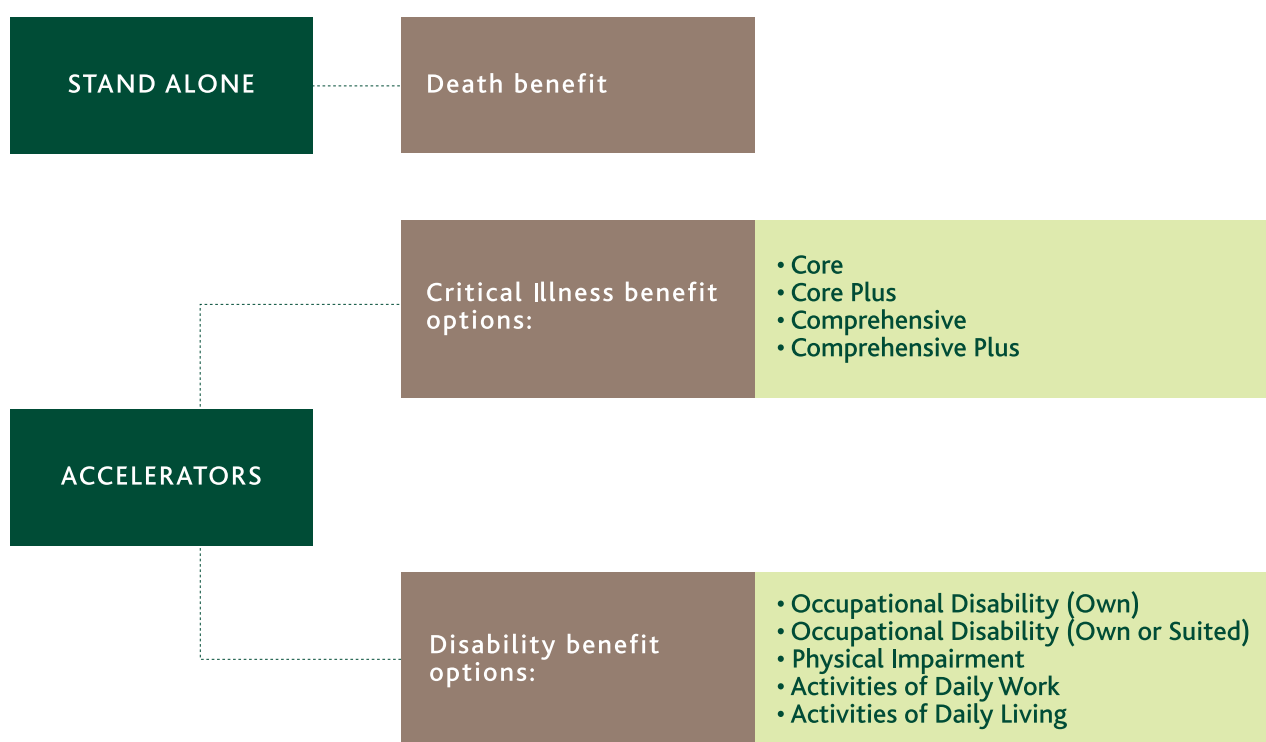 STAND ALONE
Death benefit
Critical Illness benefit
options:
• Core
• Core Plus
• Comprehensive
• Comprehensive Plus
ACCELERATORS
Disability benefit
options:
• Occupational Disability (Own)
• Occupational Disability (Own or Suited)
• Physical Impairment
• Activities of Daily Work
• Activities of Daily Living